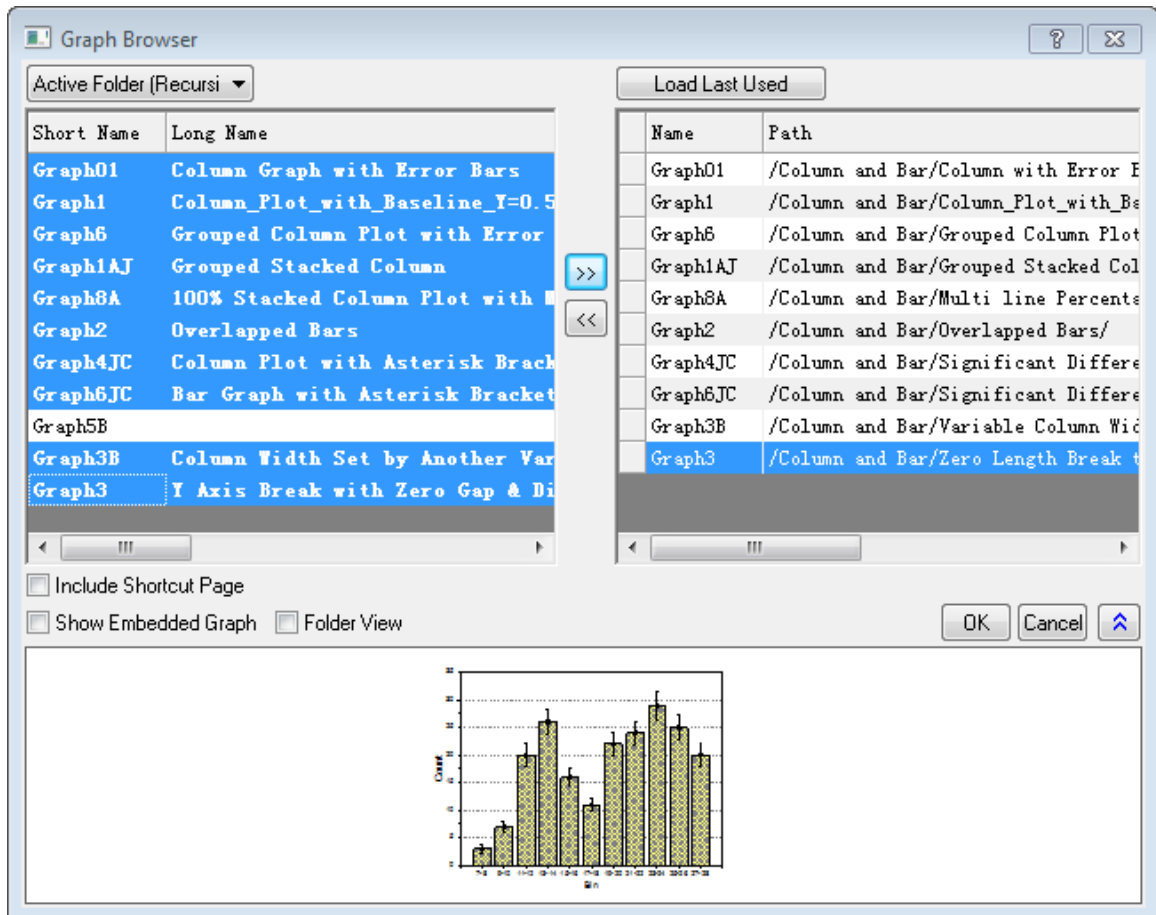 Graph Browser
Active Folder (Recursi
Load Last Used
Short Name Long Name
Graph01 Column Graph with Error Bars
Graph1 Column_Plot_with_Baseline_Y=0.5
Graph6 Grouped Column Plot with Error
Graph1AJ Grouped Stacked Column
Graph8A 100% Stacked Column Plot with
Graph2 Overlapped Bars
Graph4JC Column Plot with Asterisk Brack
Graph6JC Bar Graph with Asterisk Bracket
Graph5B
Graph3B Column Width Set by Another Var
Graph3 Y Axis Break with Zero Gap & Di
>>
<<
Name Path
Graph01 /Column and Bar/Column with Error
Graph1 /Column and Bar/Column_Plot_with_Ba
Graph6 /Column and Bar/Grouped Column Plot
Graph1AJ /Column and Bar/Grouped Stacked Col
Graph8A /Column and Bar/Multi line Percenta
Graph2 /Column and Bar/Overlapped Bars/
Graph4JC /Column and Bar/Significant Differe
Graph6JC /Column and Bar/Significant Differe
Graph3B /Column and Bar/Variable Column Wid
Graph3 /Column and Bar/Zero Length Break t
Include Shortcut Page
Show Embedded Graph Folder View
OK Cancel
Count
Bin